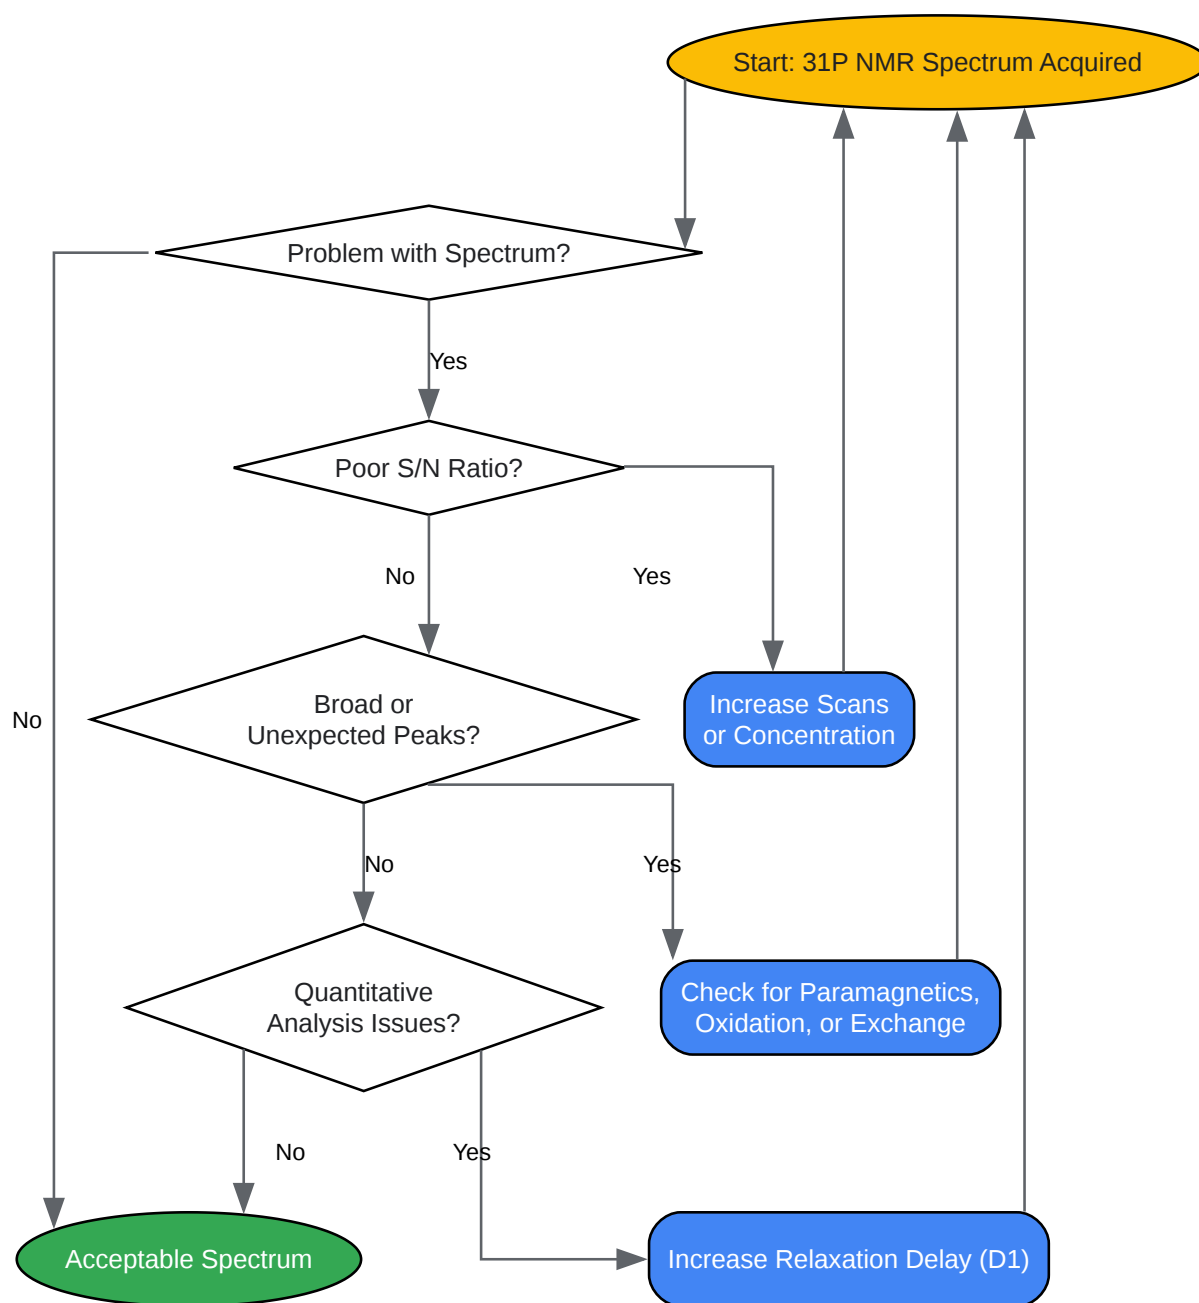 Start: 31P NMR Spectrum Acquired
Problem with Spectrum?
Yes
Poor S/N Ratio?
No
Yes
Broad or
Unexpected Peaks?
Increase Scans
or Concentration
No
No
Yes
Quantitative
Analysis Issues?
Check for Paramagnetics,
Oxidation, or Exchange
No
Yes
Acceptable Spectrum
Increase Relaxation Delay (D1)